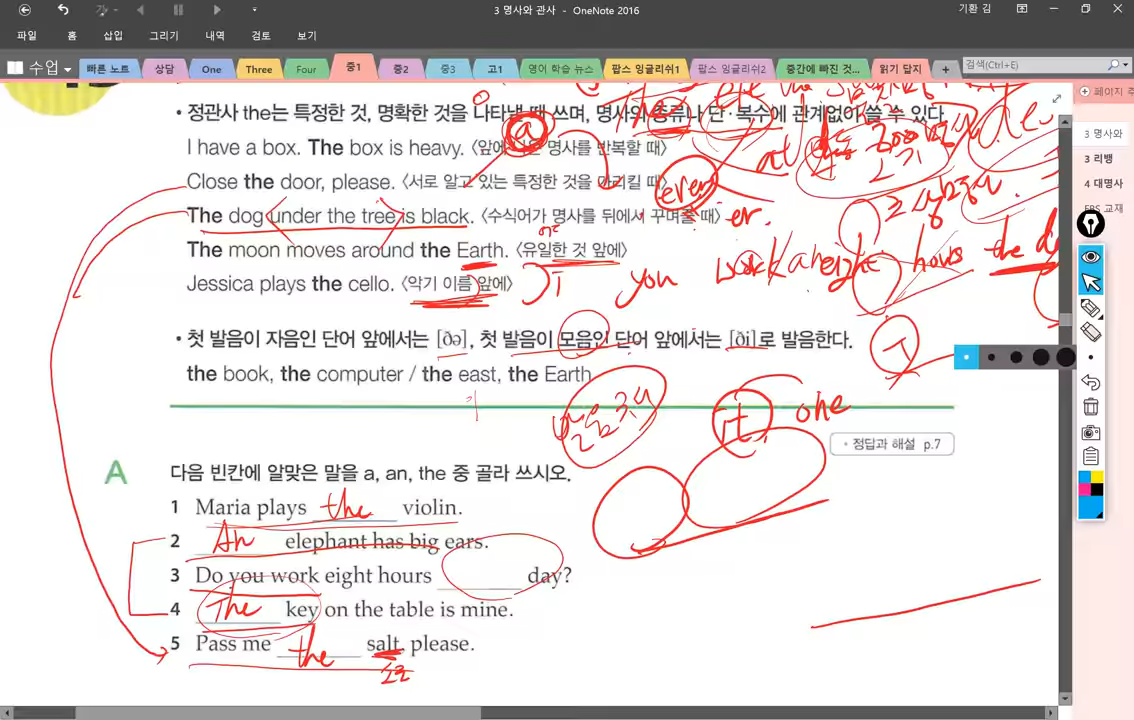 3 명사와 관사 - OneNote 2016
기환 김
파일 홈 삽입 그리기 내역 검토 보기
수업 빠른 노트 상담 One Three Four 중1 중2 중3 고1 영어 학습 뉴스 팝스 잉글리쉬1 팝스 잉글리쉬2 중간에 빠진 것... 읽기 답지 + 검색(Ctrl+E)
페이지 추
3 명사와
3 리뱅
4 대명사
EBS 교재
• 정관사 the는 특정한 것, 명확한 것을 나타낼 때 쓰며, 명사의 종류나 단·복수에 관계없이 쓸 수 있다.
a
I have a box. The box is heavy. 〈앞에 나온 명사를 반복할 때〉
Close the door, please. 〈서로 알고 있는 특정한 것을 가리킬 때〉
The dog under the tree is black. 〈수식어가 명사를 뒤에서 꾸며줄 때〉
er.
The moon moves around the Earth. 〈유일한 것 앞에〉
Jessica plays the cello. 〈악기 이름 앞에〉
you work a eight hours the
• 첫 발음이 자음인 단어 앞에서는 [ðə], 첫 발음이 모음인 단어 앞에서는 [ði]로 발음한다.
the book, the computer / the east, the Earth
it one
• 정답과 해설 p.7
A 다음 빈칸에 알맞은 말을 a, an, the 중 골라 쓰시오.
1 Maria plays the violin.
2 An elephant has big ears.
3 Do you work eight hours ______ day?
4 The key on the table is mine.
5 Pass me the salt, please.
소금